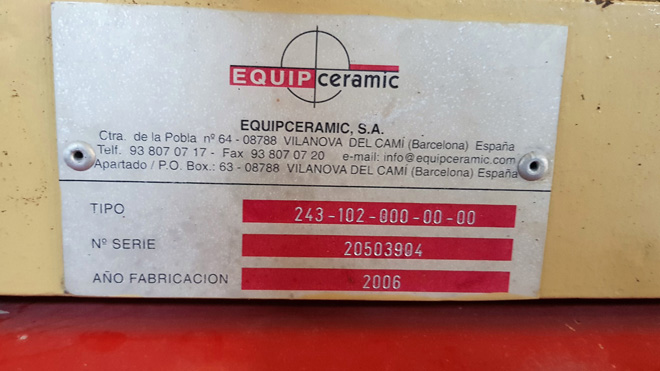 EQUIPceramic
EQUIPCERAMIC, S.A.
Ctra. de la Pobla nº 64 - 08788 VILANOVA DEL CAMÍ (Barcelona) España
Telf. 93 807 07 17 - Fax 93 807 07 20 e-mail: info@equipceramic.com
Apartado / P.O. Box.: 63 - 08788 VILANOVA DEL CAMÍ (Barcelona) España
TIPO 243-102-000-00-00
Nº SERIE 20503904
AÑO FABRICACION 2006